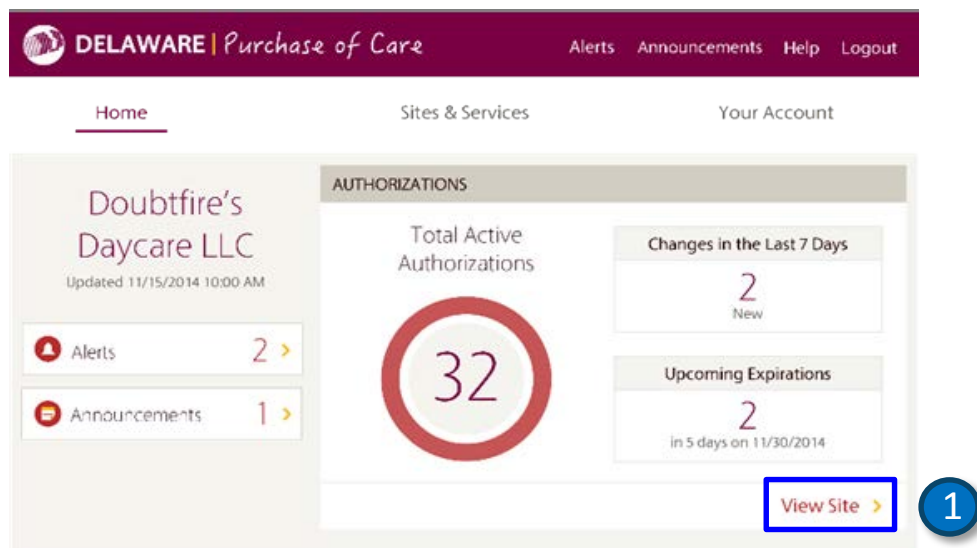 DELAWARE | Purchase of Care
Alerts Announcements Help Logout
Home Sites & Services Your Account
Doubtfire's
Daycare LLC
Updated 11/15/2014 10:00 AM
Alerts 2 >
Announcements 1 >
AUTHORIZATIONS
Total Active
Authorizations
32
Changes in the Last 7 Days
2
New
Upcoming Expirations
2
in 5 days on 11/30/2014
View Site >
1